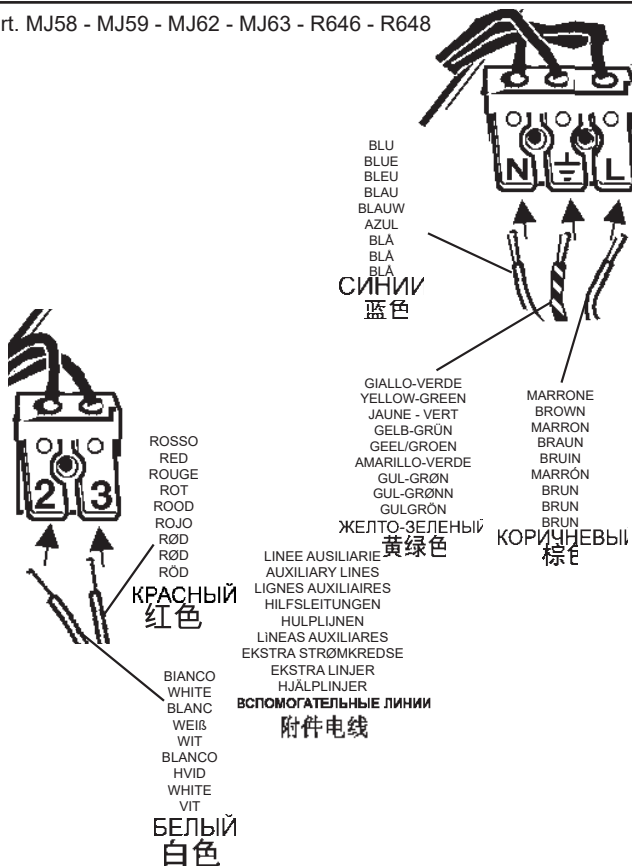 rt. MJ58 - MJ59 - MJ62 - MJ63 - R646 - R648
N L
BLU
BLUE
BLEU
BLAU
BLAUW
AZUL
BLÅ
BLÅ
BLÅ
СИНИИ
蓝色
GIALLO-VERDE
YELLOW-GREEN
JAUNE - VERT
GELB-GRÜN
GEEL/GROEN
AMARILLO-VERDE
GUL-GRØN
GUL-GRØNN
GULGRÖN
ЖЕЛТО-ЗЕЛЕНЫЙ
黄绿色
MARRONE
BROWN
MARRON
BRAUN
BRUIN
MARRÓN
BRUN
BRUN
BRUN
КОРИЧНЕВЫЙ
棕色
2 3
ROSSO
RED
ROUGE
ROT
ROOD
ROJO
RØD
RØD
RÖD
КРАСНЫЙ
红色
LINEE AUSILIARIE
AUXILIARY LINES
LIGNES AUXILIAIRES
HILFSLEITUNGEN
HULPLIJNEN
LíNEAS AUXILIARES
EKSTRA STRØMKREDSE
EKSTRA LINJER
HJÄLPLINJER
ВСПОМОГАТЕЛЬНЫЕ ЛИНИИ
附件电线
BIANCO
WHITE
BLANC
WEIß
WIT
BLANCO
HVID
WHITE
VIT
БЕЛЫЙ
白色